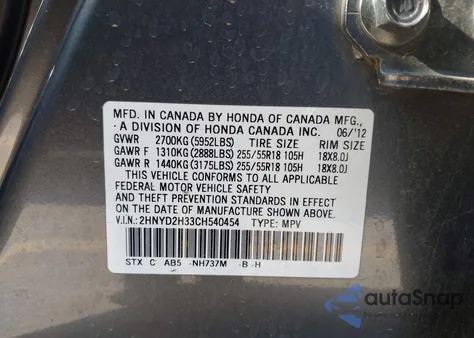 MFD. IN CANADA BY HONDA OF CANADA MFG.,
A DIVISION OF HONDA CANADA INC. 06/'12
GVWR 2700KG(5952LBS) TIRE SIZE RIM SIZE
GAWR F 1310KG(2888LBS) 255/55R18 105H 18X8.0J
GAWR R 1440KG(3175LBS) 255/55R18 105H 18X8.0J
THIS VEHICLE CONFORMS TO ALL APPLICABLE
FEDERAL MOTOR VEHICLE SAFETY
AND THEFT PREVENTION STANDARDS IN EFFECT
ON THE DATE OF MANUFACTURE SHOWN ABOVE.
V.I.N.: 2HNYD2H33CH540454 TYPE: MPV
STX C AB5 -NH737M -B -H
autaSnap